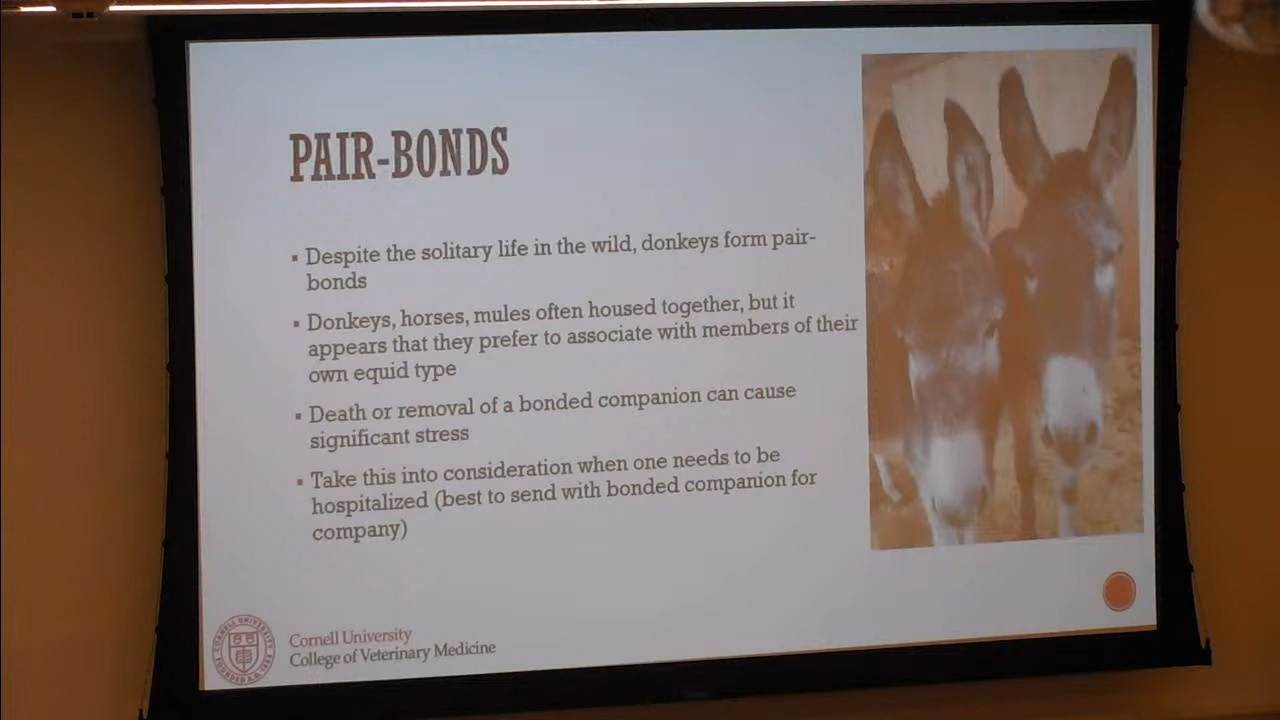 PAIR-BONDS
▪ Despite the solitary life in the wild, donkeys form pair-
bonds
▪ Donkeys, horses, mules often housed together, but it
appears that they prefer to associate with members of their
own equid type
▪ Death or removal of a bonded companion can cause
significant stress
▪ Take this into consideration when one needs to be
hospitalized (best to send with bonded companion for
company)
Cornell University
College of Veterinary Medicine